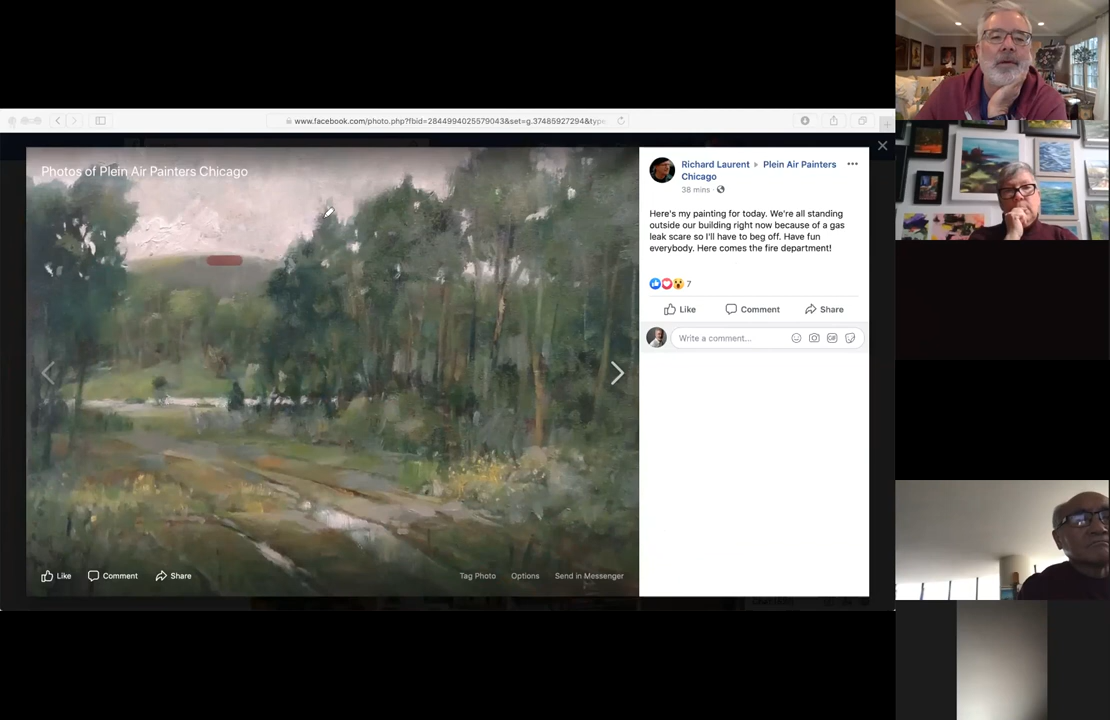 www.facebook.com/photo.php?fbid=2844994025579043&set=g.37485927294&type
Photos of Plein Air Painters Chicago
Richard Laurent ▸ Plein Air Painters
Chicago
38 mins ·
Here's my painting for today. We're all standing
outside our building right now because of a gas
leak scare so I'll have to beg off. Have fun
everybody. Here comes the fire department!
7
Like Comment Share
Write a comment...
GIF
Like Comment Share Tag Photo Options Send in Messenger